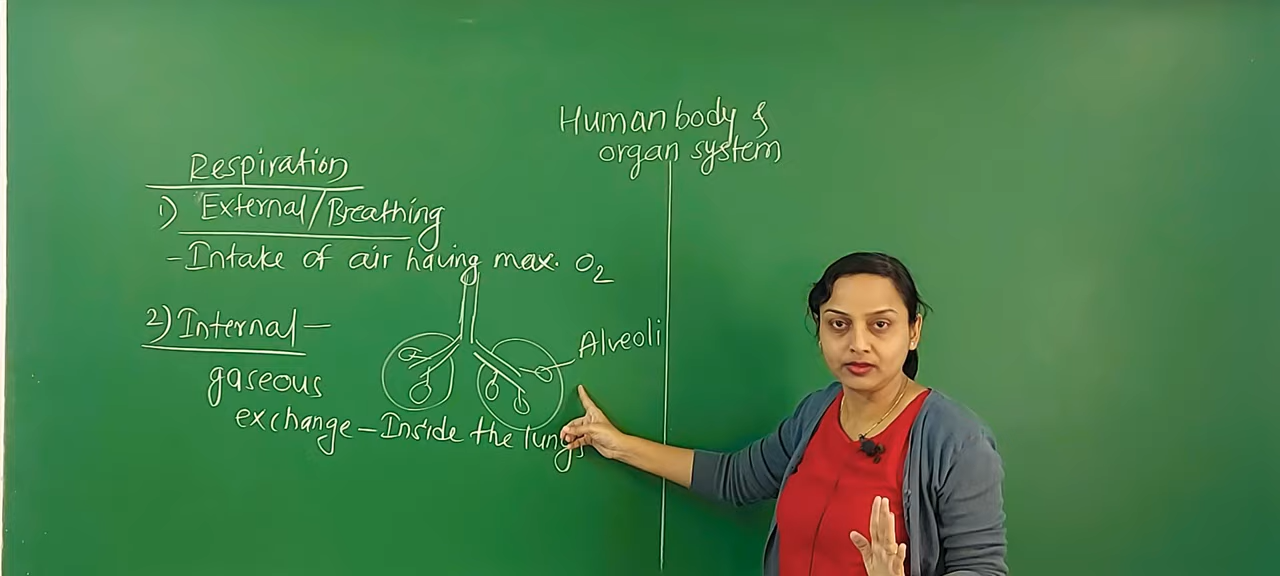 Human body &
organ system
Respiration
1) External/Breathing
-Intake of air having max. O2
2) Internal -
gaseous
exchange - Inside the lungs
Alveoli